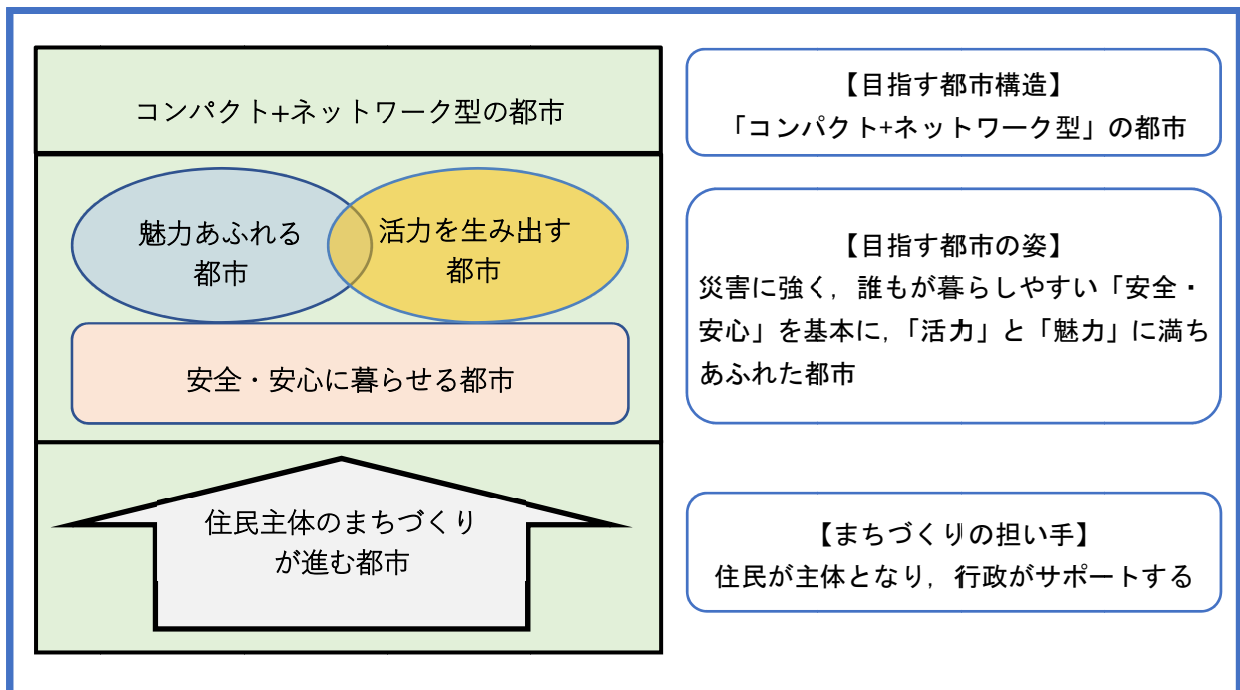 コンパクト+ネットワーク型の都市
魅力あふれる
都市
活力を生み出す
都市
安全・安心に暮らせる都市
住民主体のまちづくり
が進む都市
【目指す都市構造】
「コンパクト+ネットワーク型」の都市
【目指す都市の姿】
災害に強く，誰もが暮らしやすい「安全・
安心」を基本に,「活力」と「魅力」に満ち
あふれた都市
【まちづくりの担い手】
住民が主体となり，行政がサポートする